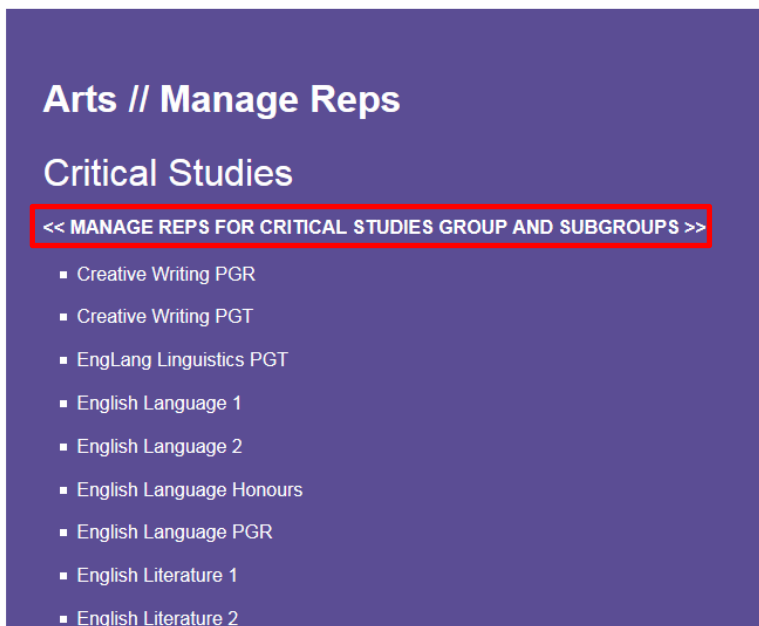 Arts // Manage Reps
Critical Studies
<< MANAGE REPS FOR CRITICAL STUDIES GROUP AND SUBGROUPS >>
Creative Writing PGR
Creative Writing PGT
EngLang Linguistics PGT
English Language 1
English Language 2
English Language Honours
English Language PGR
English Literature 1
English Literature 2